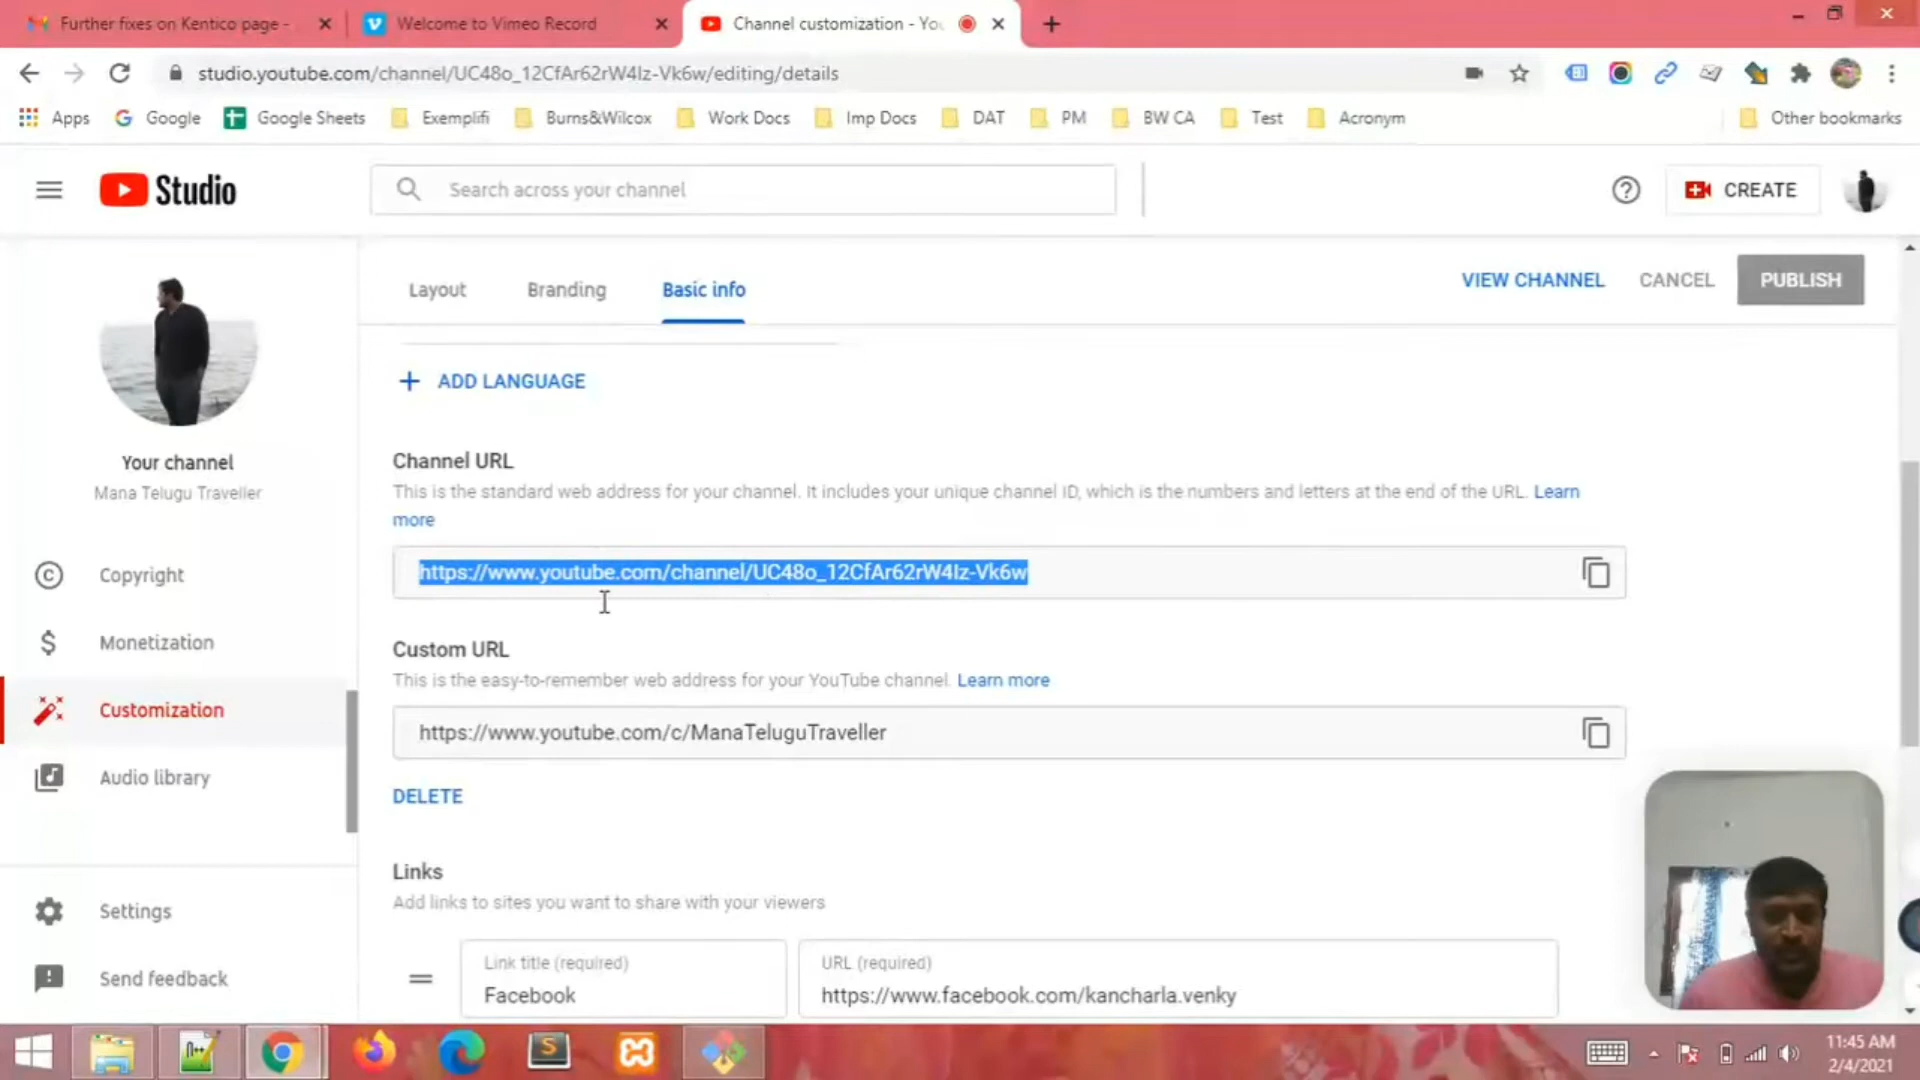 Further fixes on Kentico page -
Welcome to Vimeo Record
Channel customization - You
studio.youtube.com/channel/UC48o_12CfAr62rW4Iz-Vk6w/editing/details
Apps
Google
Google Sheets
Exemplifi
Burns&Wilcox
Work Docs
Imp Docs
DAT
PM
BW CA
Test
Acronym
Other bookmarks
Studio
Search across your channel
CREATE
Layout
Branding
Basic info
VIEW CHANNEL
CANCEL
PUBLISH
Your channel
Mana Telugu Traveller
Copyright
Monetization
Customization
Audio library
Settings
Send feedback
ADD LANGUAGE
Channel URL
This is the standard web address for your channel. It includes your unique channel ID, which is the numbers and letters at the end of the URL. Learn
more
https://www.youtube.com/channel/UC48o_12CfAr62rW4Iz-Vk6w
Custom URL
This is the easy-to-remember web address for your YouTube channel. Learn more
https://www.youtube.com/c/ManaTeluguTraveller
DELETE
Links
Add links to sites you want to share with your viewers
Link title (required)
Facebook
URL (required)
https://www.facebook.com/kancharla.venky
11:45 AM
2/4/2021